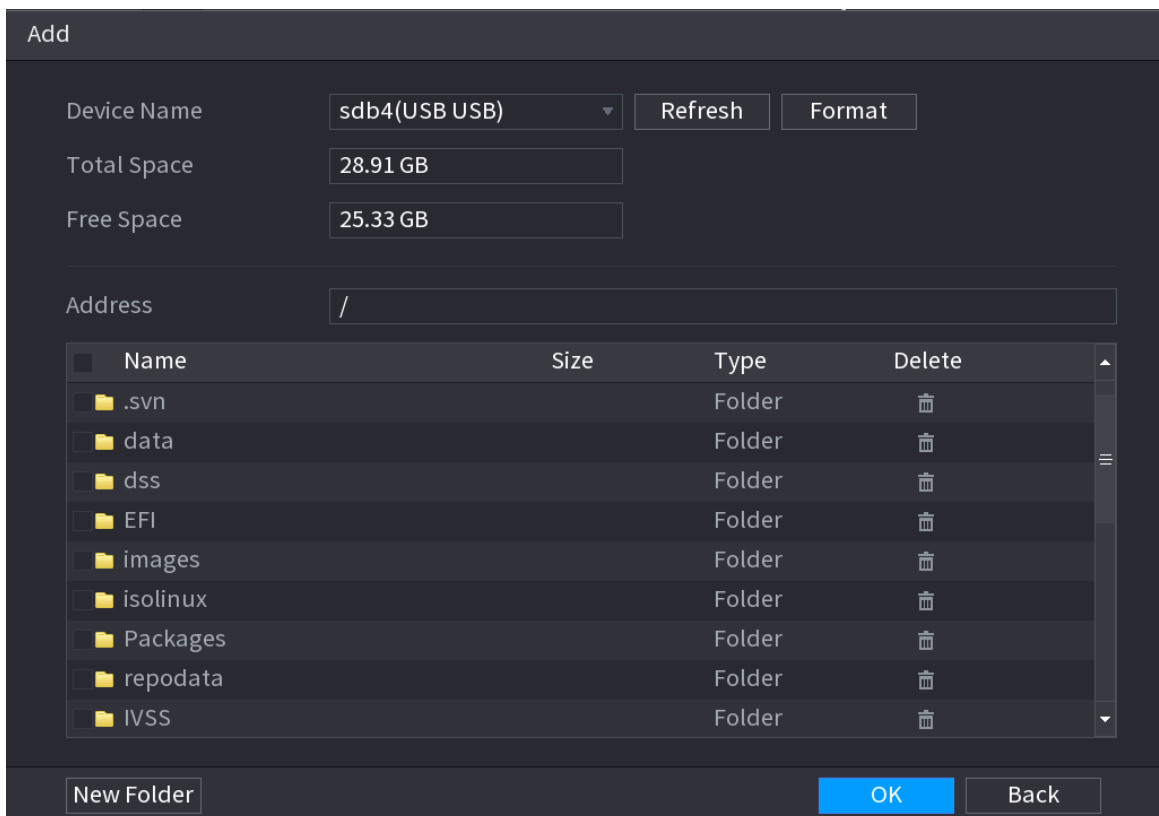 Add
Device Name sdb4(USB USB) Refresh Format
Total Space 28.91 GB
Free Space 25.33 GB
Address /
Name Size Type Delete
.svn Folder
data Folder
dss Folder
EFI Folder
images Folder
isolinux Folder
Packages Folder
repodata Folder
IVSS Folder
New Folder OK Back